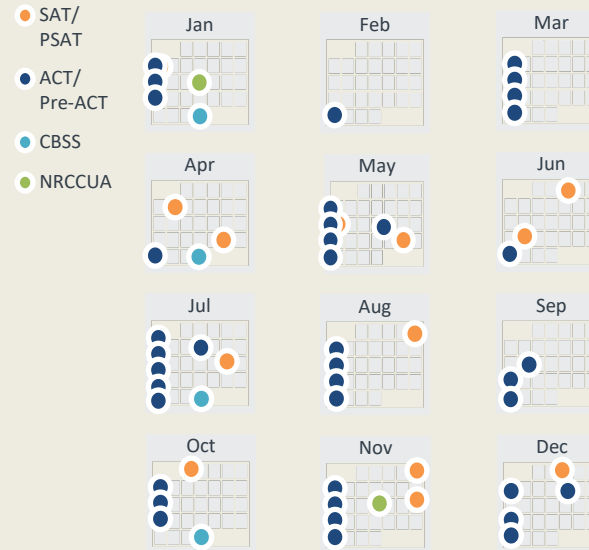 SAT/
PSAT
ACT/
Pre-ACT
CBSS
NRCCUA
Jan
Feb
Mar
Apr
May
Jun
Jul
Aug
Sep
Oct
Nov
Dec